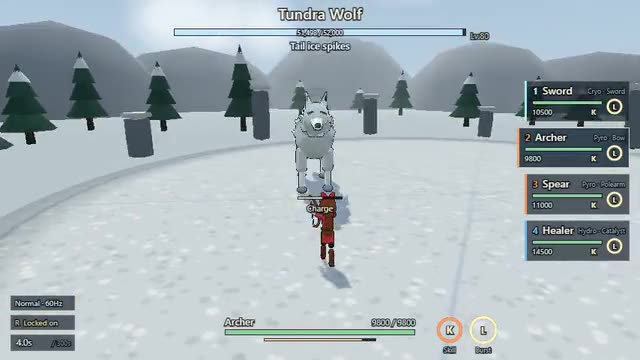 Tundra Wolf
Lv.80
Tail ice spikes
1 Sword Cryo · Sword
10500 K L
2 Archer Pyro · Bow
9800 K L
3 Spear Pyro · Polearm
11000 K L
4 Healer Hydro · Catalyst
14500 K L
Charge
Normal · 60Hz
R Locked on
4.0s
Archer 9800 / 9800
K L
Skill Burst